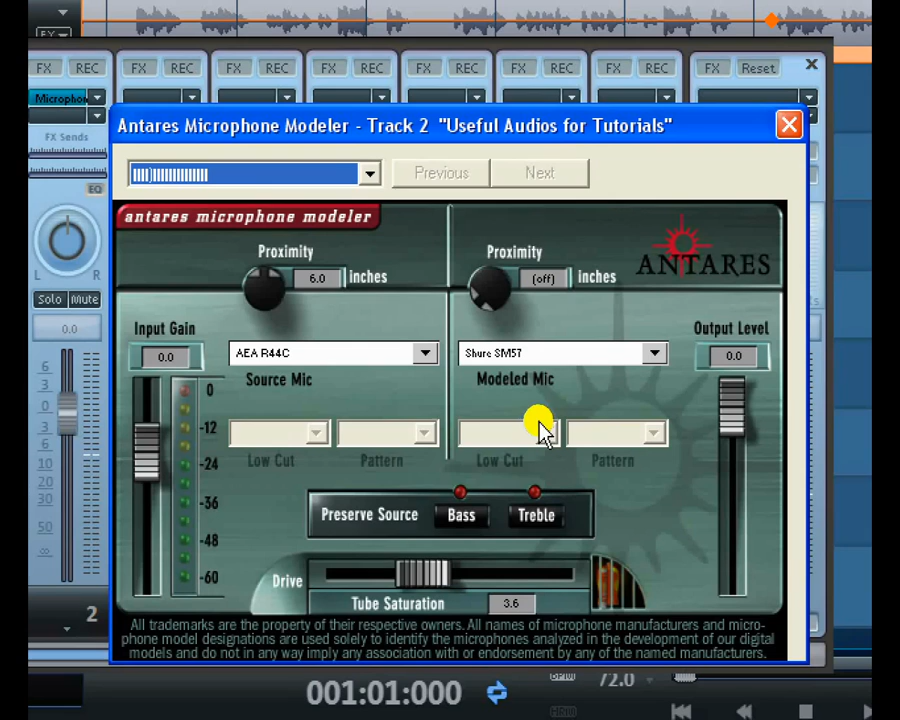 FX REC FX REC FX REC FX REC FX REC FX REC FX REC FX Reset
Microphon
FX Sends
EQ
L R
Solo Mute
0.0
6
3
0
3
6
10
20
30
50
∞
2
Antares Microphone Modeler - Track 2 "Useful Audios for Tutorials"
Previous Next
antares microphone modeler
ANTARES
Proximity
6.0 inches
Proximity
(off) inches
Input Gain
0.0
AEA R44C
Source Mic
Shure SM57
Modeled Mic
Output Level
0.0
0
-12
-24
-36
-48
-60
Low Cut Pattern
Low Cut Pattern
Preserve Source Bass Treble
Drive
Tube Saturation 3.6
All trademarks are the property of their respective owners. All names of microphone manufacturers and micro-
phone model designations are used solely to identify the microphones analyzed in the development of our digital
models and do not in any way imply any association with or endorsement by any of the named manufacturers.
001:01:000
72.0